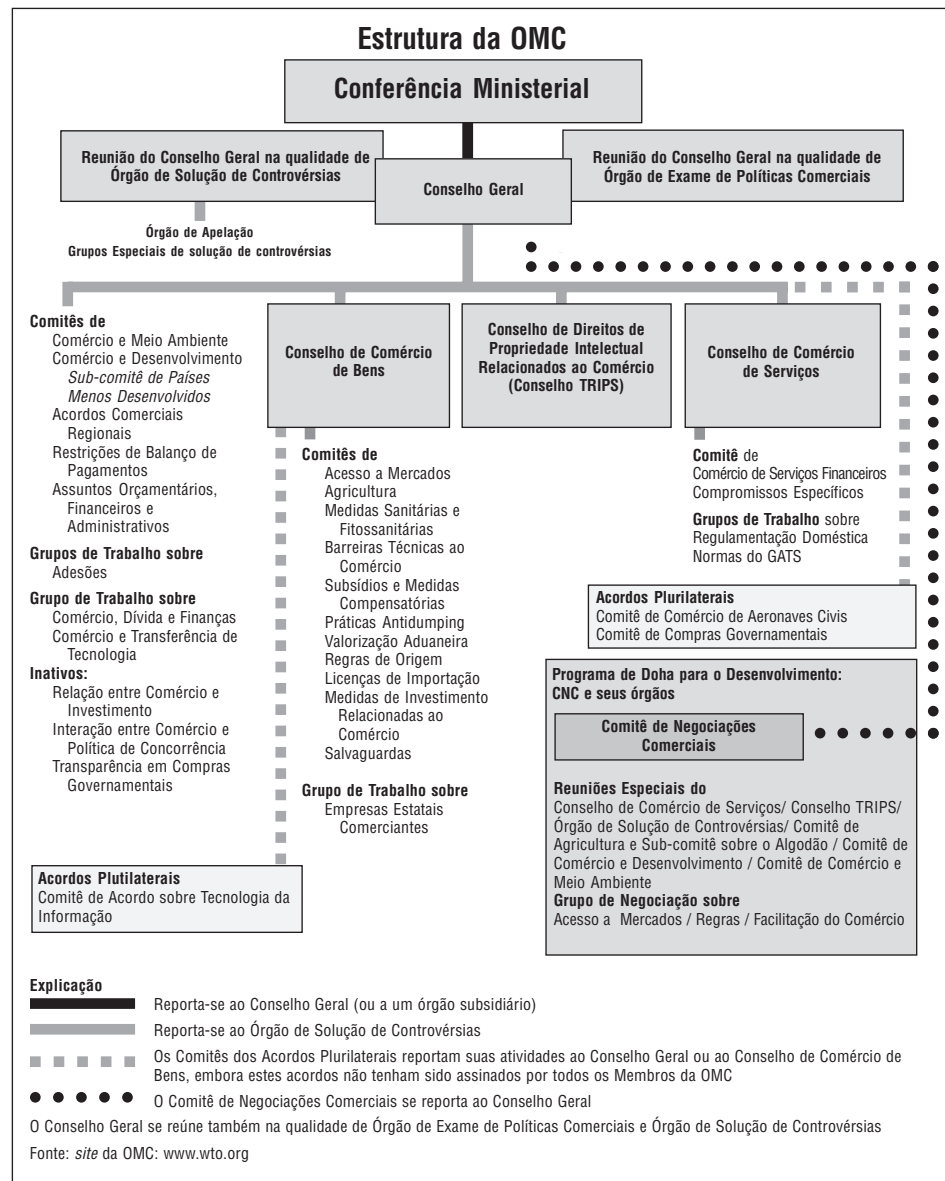 Estrutura da OMC
Conferência Ministerial
Reunião do Conselho Geral na qualidade de
Órgão de Solução de Controvérsias
Conselho Geral
Reunião do Conselho Geral na qualidade de
Órgão de Exame de Políticas Comerciais
Órgão de Apelação
Grupos Especiais de solução de controvérsias
Comitês de
Comércio e Meio Ambiente
Comércio e Desenvolvimento
Sub-comitê de Países
Menos Desenvolvidos
Acordos Comerciais
Regionais
Restrições de Balanço de
Pagamentos
Assuntos Orçamentários,
Financeiros e
Administrativos
Grupos de Trabalho sobre
Adesões
Grupo de Trabalho sobre
Comércio, Dívida e Finanças
Comércio e Transferência de
Tecnologia
Inativos:
Relação entre Comércio e
Investimento
Interação entre Comércio e
Política de Concorrência
Transparência em Compras
Governamentais
Acordos Plutilaterais
Comitê de Acordo sobre Tecnologia da
Informação
Conselho de Comércio
de Bens
Comitês de
Acesso a Mercados
Agricultura
Medidas Sanitárias e
Fitossanitárias
Barreiras Técnicas ao
Comércio
Subsídios e Medidas
Compensatórias
Práticas Antidumping
Valorização Aduaneira
Regras de Origem
Licenças de Importação
Medidas de Investimento
Relacionadas ao
Comércio
Salvaguardas
Grupo de Trabalho sobre
Empresas Estatais
Comerciantes
Conselho de Direitos de
Propriedade Intelectual
Relacionados ao Comércio
(Conselho TRIPS)
Conselho de Comércio
de Serviços
Comitê de
Comércio de Serviços Financeiros
Compromissos Específicos
Grupos de Trabalho sobre
Regulamentação Doméstica
Normas do GATS
Acordos Plurilaterais
Comitê de Comércio de Aeronaves Civis
Comitê de Compras Governamentais
Programa de Doha para o Desenvolvimento:
CNC e seus órgãos
Comitê de Negociações
Comerciais
Reuniões Especiais do
Conselho de Comércio de Serviços/ Conselho TRIPS/
Órgão de Solução de Controvérsias/ Comitê de
Agricultura e Sub-comitê sobre o Algodão / Comitê de
Comércio e Desenvolvimento / Comitê de Comércio e
Meio Ambiente
Grupo de Negociação sobre
Acesso a Mercados / Regras / Facilitação do Comércio
Explicação
Reporta-se ao Conselho Geral (ou a um órgão subsidiário)
Reporta-se ao Órgão de Solução de Controvérsias
Os Comitês dos Acordos Plurilaterais reportam suas atividades ao Conselho Geral ou ao Conselho de Comércio de
Bens, embora estes acordos não tenham sido assinados por todos os Membros da OMC
O Comitê de Negociações Comerciais se reporta ao Conselho Geral
O Conselho Geral se reúne também na qualidade de Órgão de Exame de Políticas Comerciais e Órgão de Solução de Controvérsias
Fonte: site da OMC: www.wto.org